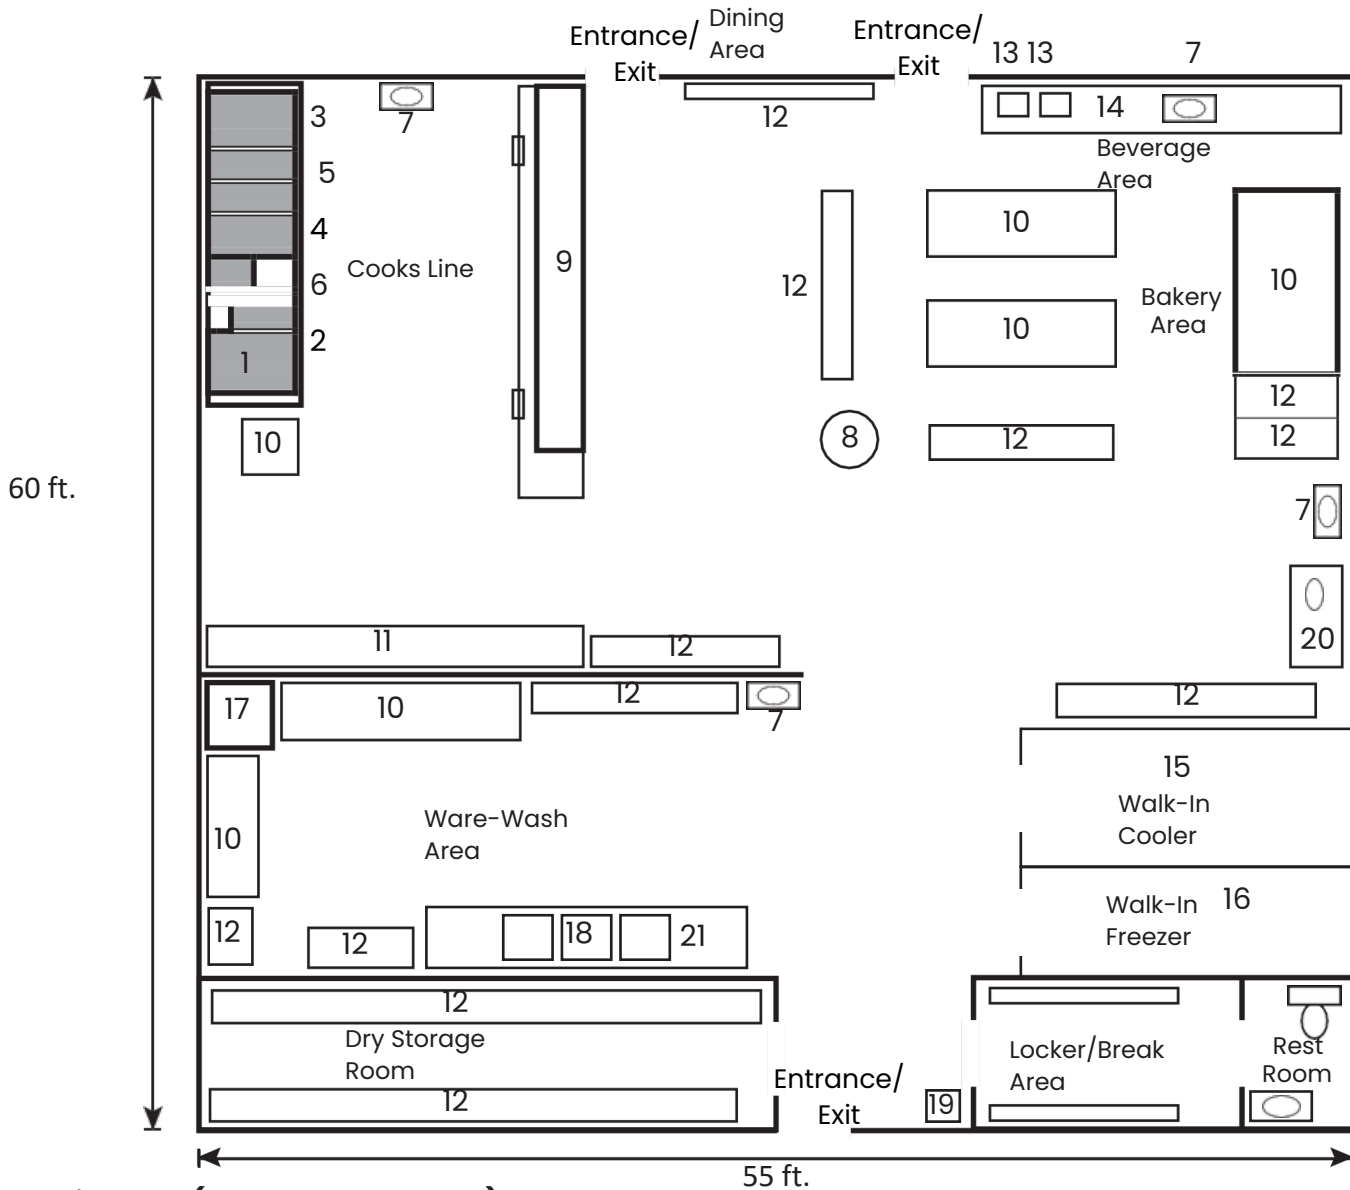 Dining
Area
Entrance/
Exit
Entrance/
Exit
13 13
7
3
7
12
14
Beverage
Area
5
4
Cooks Line
9
12
10
10
Bakery
Area
6
2
10
1
10
10
8
12
12
12
7
60 ft.
20
11
12
12
17
10
12
7
15
Walk-In
Cooler
10
Ware-Wash
Area
Walk-In
Freezer
16
12
12
18
21
12
Dry Storage
Room
12
Entrance/
Exit
19
Locker/Break
Area
Rest
Room
55 ft.